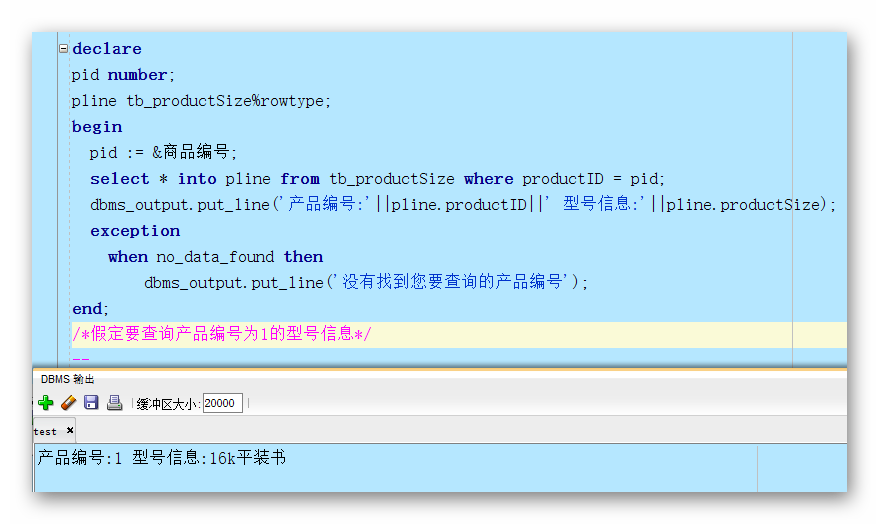 declare
pid number;
pline tb_productSize%rowtype;
begin
pid := &商品编号;
select * into pline from tb_productSize where productID = pid;
dbms_output.put_line('产品编号:'||pline.productID||' 型号信息:'||pline.productSize);
exception
when no_data_found then
dbms_output.put_line('没有找到您要查询的产品编号');
end;
/*假定要查询产品编号为1的型号信息*/
--
DBMS 输出
缓冲区大小: 20000
test ×
产品编号:1 型号信息:16k平装书